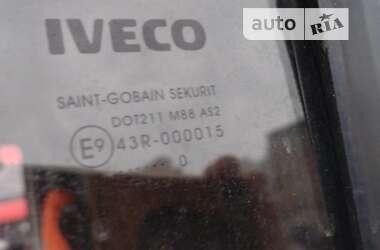 IVECO
auto RIA
SAINT-GOBAIN SEKURIT
DOT211 M88 AS2
E9 43R-000015
0